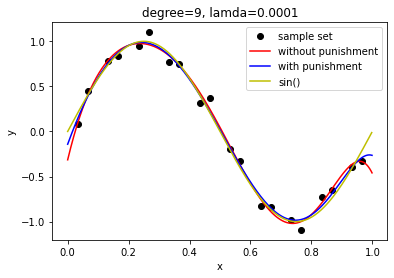 degree=9, lamda=0.0001
sample set
without punishment
with punishment
sin()
y
1.0
0.5
0.0
−0.5
−1.0
0.0
0.2
0.4
0.6
0.8
1.0
x